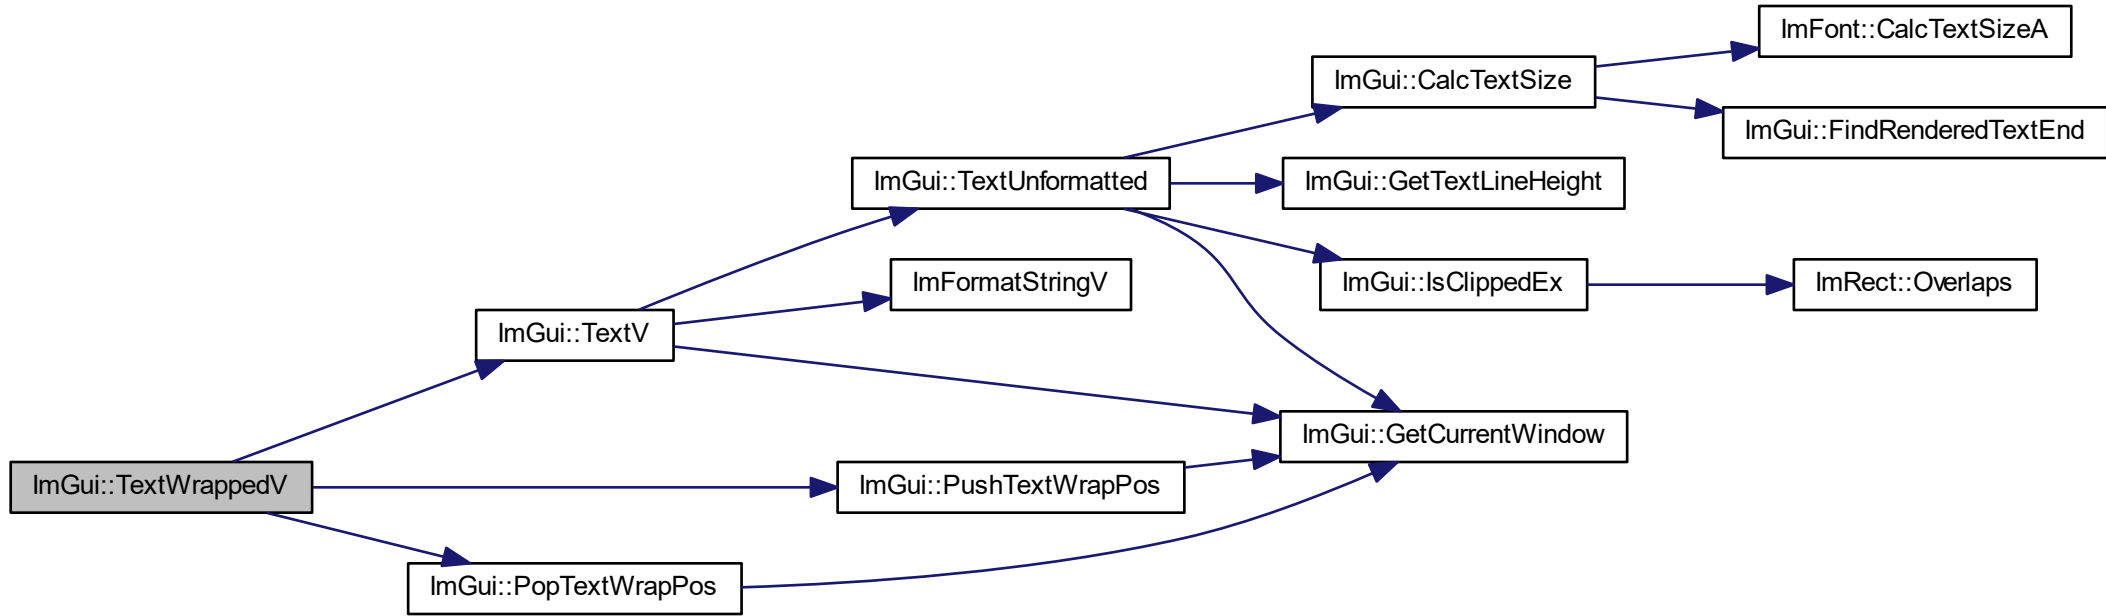 ImFont::CalcTextSizeA
ImGui::CalcTextSize
ImGui::FindRenderedTextEnd
ImGui::TextUnformatted
ImGui::GetTextLineHeight
ImFormatStringV
ImGui::IsClippedEx
ImRect::Overlaps
ImGui::TextV
ImGui::GetCurrentWindow
ImGui::TextWrappedV
ImGui::PushTextWrapPos
ImGui::PopTextWrapPos